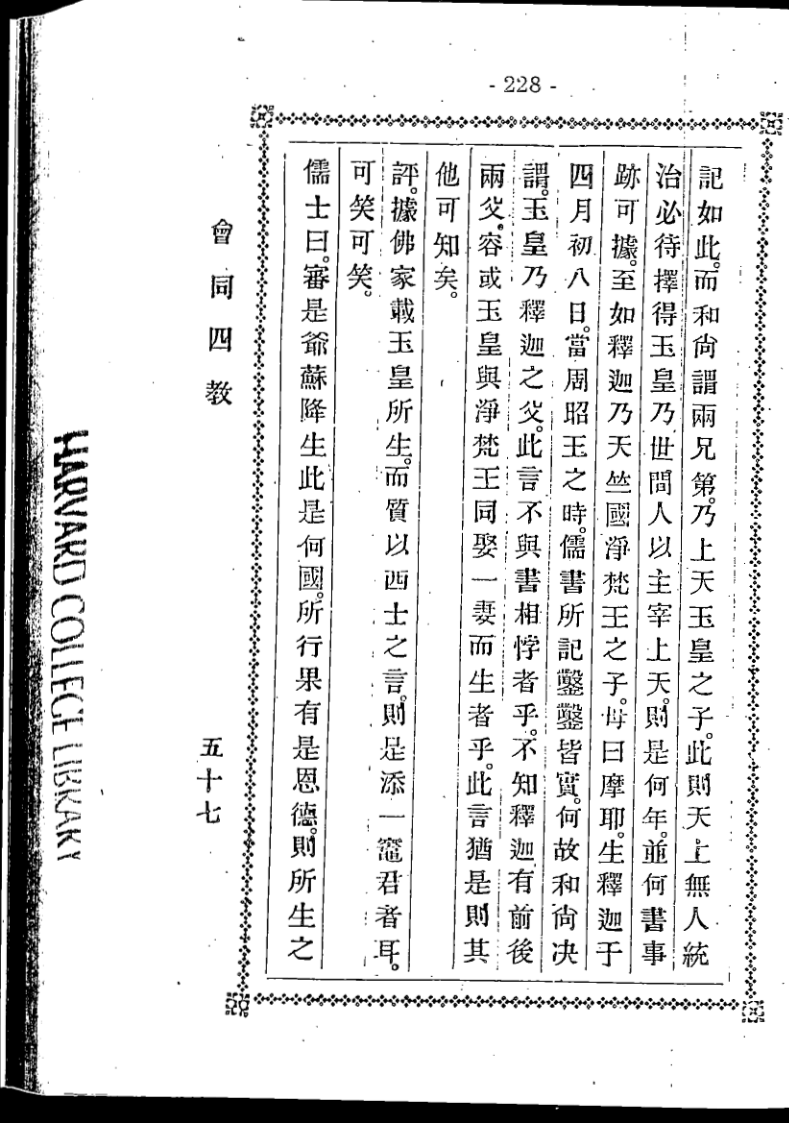 - 228 -
記如此。而和尙謂兩兄第。乃上天玉皇之子。此則天上無人統
治必待擇得玉皇乃世間人以主宰上天。則是何年。並何書事
跡可據。至如釋迦乃天竺國淨梵王之子。母曰摩耶。生釋迦于
四月初八日。當周昭王之時。儒書所記鑿鑿皆實。何故和尙决
謂。玉皇乃釋迦之父。此言不與書相悖者乎。不知釋迦有前後
兩父。容或玉皇與淨梵王同娶一妻而生者乎。此言猶是則其
他可知矣。
評。據佛家載玉皇所生。而質以西士之言。則是添一竈君者耳。
可笑可笑。
儒士曰。審是爺蘇降生此是何國。所行果有是恩德。則所生之
會同四教
五十七
HARVARD COLLEGE LIBRARY